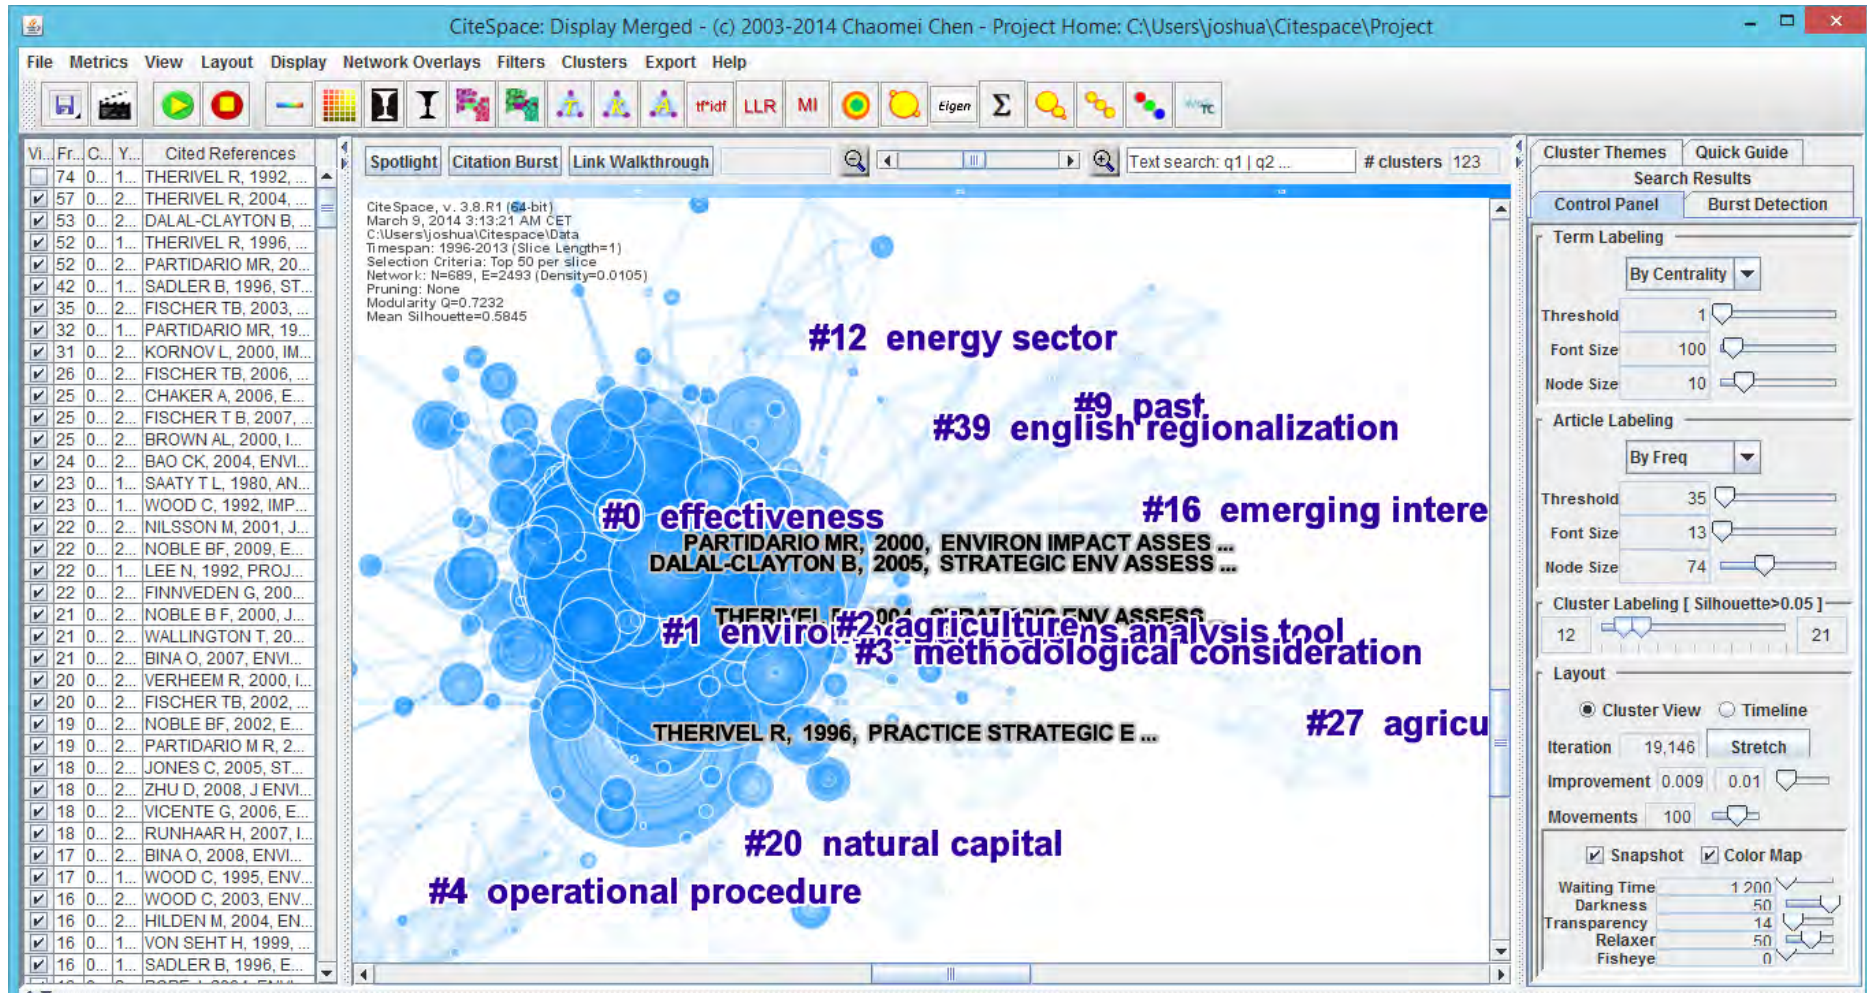 CiteSpace: Display Merged - (c) 2003-2014 Chaomei Chen - Project Home: C:\Users\joshua\Citespace\Project
File Metrics View Layout Display Network Overlays Filters Clusters Export Help
T K A tf*idf LLR MI Eigen Σ TC
Vi... Fr... C... Y... Cited References
74 0... 1... THERIVEL R, 1992, ...
57 0... 2... THERIVEL R, 2004, ...
53 0... 2... DALAL-CLAYTON B, ...
52 0... 1... THERIVEL R, 1996, ...
52 0... 2... PARTIDARIO MR, 20...
42 0... 1... SADLER B, 1996, ST...
35 0... 2... FISCHER TB, 2003, ...
32 0... 1... PARTIDARIO MR, 19...
31 0... 2... KORNOV L, 2000, IM...
26 0... 2... FISCHER TB, 2006, ...
25 0... 2... CHAKER A, 2006, E...
25 0... 2... FISCHER T B, 2007, ...
25 0... 2... BROWN AL, 2000, I...
24 0... 2... BAO CK, 2004, ENVI...
23 0... 1... SAATY T L, 1980, AN...
23 0... 1... WOOD C, 1992, IMP...
22 0... 2... NILSSON M, 2001, J...
22 0... 2... NOBLE BF, 2009, E...
22 0... 1... LEE N, 1992, PROJ...
22 0... 2... FINNVEDEN G, 200...
21 0... 2... NOBLE B F, 2000, J...
21 0... 2... WALLINGTON T, 20...
21 0... 2... BINA O, 2007, ENVI...
20 0... 2... VERHEEM R, 2000, I...
20 0... 2... FISCHER TB, 2002, ...
19 0... 2... NOBLE BF, 2002, E...
19 0... 2... PARTIDARIO M R, 2...
18 0... 2... JONES C, 2005, ST...
18 0... 2... ZHU D, 2008, J ENVI...
18 0... 2... VICENTE G, 2006, E...
18 0... 2... RUNHAAR H, 2007, I...
17 0... 2... BINA O, 2008, ENVI...
17 0... 1... WOOD C, 1995, ENV...
16 0... 2... WOOD C, 2003, ENV...
16 0... 2... HILDEN M, 2004, EN...
16 0... 1... VON SEHT H, 1999, ...
16 0... 1... SADLER B, 1996, E...
Spotlight Citation Burst Link Walkthrough Text search: q1 | q2 ... # clusters 123
CiteSpace, v. 3.8.R1 (64-bit)
March 9, 2014 3:13:21 AM CET
C:\Users\joshua\Citespace\Data
Timespan: 1996-2013 (Slice Length=1)
Selection Criteria: Top 50 per slice
Network: N=689, E=2493 (Density=0.0105)
Pruning: None
Modularity Q=0.7232
Mean Silhouette=0.5845
#12 energy sector
#9 past
#39 english regionalization
#16 emerging intere
#0 effectiveness
PARTIDARIO MR, 2000, ENVIRON IMPACT ASSES ...
DALAL-CLAYTON B, 2005, STRATEGIC ENV ASSESS ...
THERIVEL 2004, STRATEGIC ENV ASSESS ...
#2 agriculture
#1 analysis tool
#3 methodological consideration
#27 agricu
THERIVEL R, 1996, PRACTICE STRATEGIC E ...
#20 natural capital
#4 operational procedure
Cluster Themes Quick Guide
Search Results
Control Panel Burst Detection
Term Labeling
By Centrality
Threshold 1
Font Size 100
Node Size 10
Article Labeling
By Freq
Threshold 35
Font Size 13
Node Size 74
Cluster Labeling [ Silhouette>0.05 ]
12 21
Layout
Cluster View Timeline
Iteration 19,146 Stretch
Improvement 0.009 0.01
Movements 100
Snapshot Color Map
Waiting Time 1 200
Darkness 50
Transparency 14
Relaxer 50
Fisheye 0